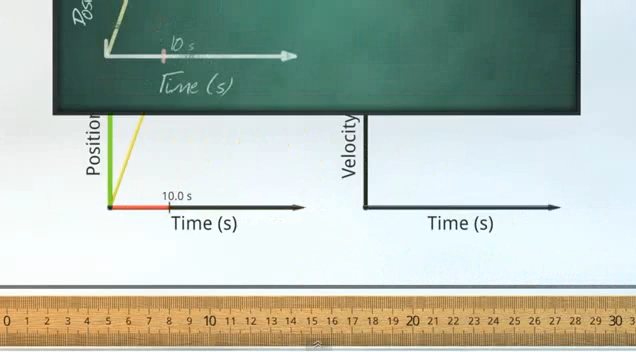 Pos
10 s
Time (s)
Position
10.0 s
Time (s)
Velocity
Time (s)
0 2 3 4 5 6 7 8 9 10 11 12 13 14 15 16 17 18 19 20 21 22 23 24 25 26 27 28 29 30 3